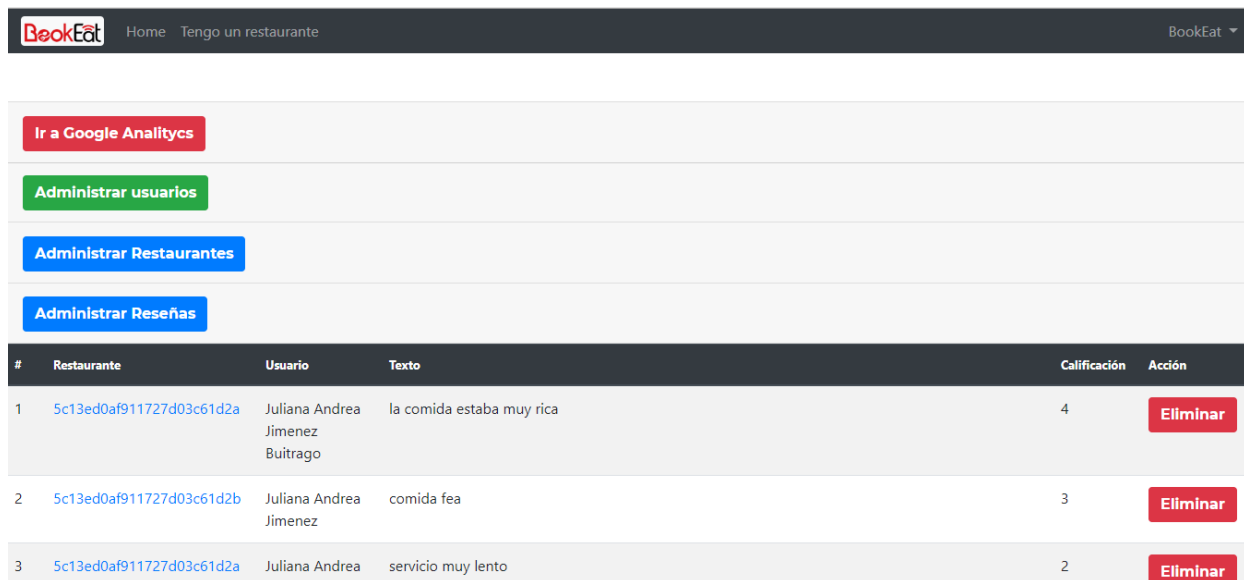 BookEat Home Tengo un restaurante BookEat
Ir a Google Analitycs
Administrar usuarios
Administrar Restaurantes
Administrar Reseñas
# Restaurante Usuario Texto Calificación Acción
1 5c13ed0af911727d03c61d2a Juliana Andrea la comida estaba muy rica 4 Eliminar
Jimenez
Buitrago
2 5c13ed0af911727d03c61d2b Juliana Andrea comida fea 3 Eliminar
Jimenez
3 5c13ed0af911727d03c61d2a Juliana Andrea servicio muy lento 2 Eliminar